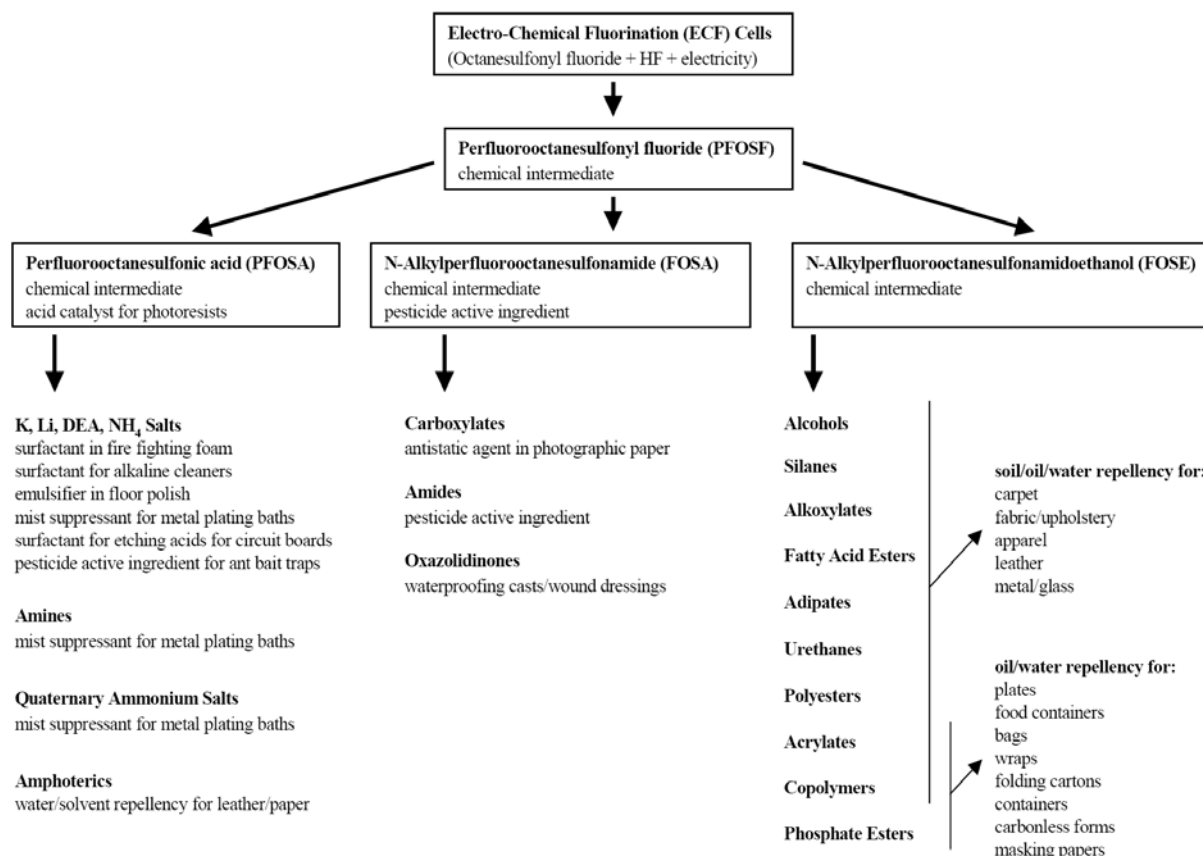 Electro-Chemical Fluorination (ECF) Cells
(Octanesulfonyl fluoride + HF + electricity)
Perfluorooctanesulfonyl fluoride (PFOSF)
chemical intermediate
Perfluorooctanesulfonic acid (PFOSA)
chemical intermediate
acid catalyst for photoresists
N-Alkylperfluorooctanesulfonamide (FOSA)
chemical intermediate
pesticide active ingredient
N-Alkylperfluorooctanesulfonamidoethanol (FOSE)
chemical intermediate
K, Li, DEA, NH4 Salts
surfactant in fire fighting foam
surfactant for alkaline cleaners
emulsifier in floor polish
mist suppressant for metal plating baths
surfactant for etching acids for circuit boards
pesticide active ingredient for ant bait traps
Amines
mist suppressant for metal plating baths
Quaternary Ammonium Salts
mist suppressant for metal plating baths
Amphoterics
water/solvent repellency for leather/paper
Carboxylates
antistatic agent in photographic paper
Amides
pesticide active ingredient
Oxazolidinones
waterproofing casts/wound dressings
Alcohols
Silanes
Alkoxylates
Fatty Acid Esters
Adipates
Urethanes
Polyesters
Acrylates
Copolymers
Phosphate Esters
soil/oil/water repellency for:
carpet
fabric/upholstery
apparel
leather
metal/glass
oil/water repellency for:
plates
food containers
bags
wraps
folding cartons
containers
carbonless forms
masking papers